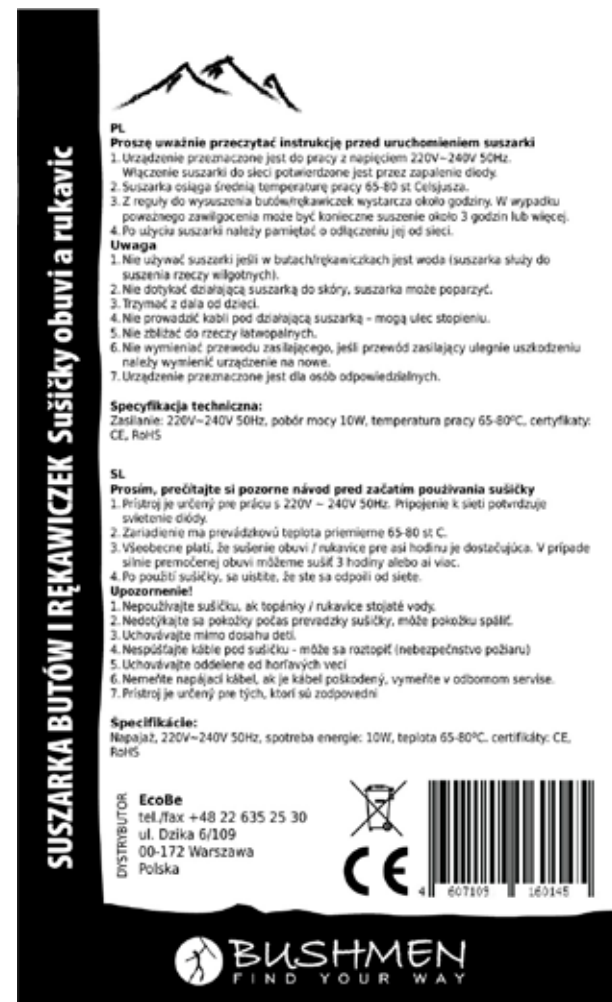 SUSZARKA BUTÓW I RĘKAWICZEK Sušičky obuvi a rukavic
PL
Proszę uważnie przeczytać instrukcję przed uruchomieniem suszarki
1. Urządzenie przeznaczone jest do pracy z napięciem 220V~240V 50Hz.
Włączenie suszarki do sieci potwierdzone jest przez zapalenie diody.
2. Suszarka osiąga średnią temperaturę pracy 65-80 st Celsjusza.
3. Z reguły do wysuszenia butów/rękawiczek wystarcza około godziny. W wypadku
poważnego zawilgocenia może być konieczne suszenie około 3 godzin lub więcej.
4. Po użyciu suszarki należy pamiętać o odłączeniu jej od sieci.
Uwaga
1. Nie używać suszarki jeśli w butach/rękawiczkach jest woda (suszarka służy do
suszenia rzeczy wilgotnych).
2. Nie dotykać działającą suszarką do skóry, suszarka może poparzyć.
3. Trzymać z dala od dzieci.
4. Nie prowadzić kabli pod działającą suszarką – mogą ulec stopieniu.
5. Nie zbliżać do rzeczy łatwopalnych.
6. Nie wymieniać przewodu zasilającego, jeśli przewód zasilający ulegnie uszkodzeniu
należy wymienić urządzenie na nowe.
7. Urządzenie przeznaczone jest dla osób odpowiedzialnych.
Specyfikacja techniczna:
Zasilanie: 220V~240V 50Hz, pobór mocy 10W, temperatura pracy 65-80°C, certyfikaty:
CE, RoHS
SL
Prosím, prečítajte si pozorne návod pred začatím používania sušičky
1. Prístroj je určený pre prácu s 220V ~ 240V 50Hz. Pripojenie k sieti potvrdzuje
svietenie diódy.
2. Zariadenie ma prevádzkovú teplota priemierne 65-80 st C.
3. Všeobecne platí, že sušenie obuvi / rukavice pre asi hodinu je dostačujúca. V prípade
silnie premočenej obuvi môžeme sušiť 3 hodiny alebo ai viac.
4. Po použití sušičky, sa uistite, že ste sa odpoili od siete.
Upozornenie!
1. Nepoužívajte sušičku, ak topánky / rukavice stojaté vody.
2. Nedotýkajte sa pokožky počas prevadzky sušičky, môže pokožku spáliť.
3. Uchovávajte mimo dosahu detí.
4. Nespúšťajte káble pod sušičku - môže sa roztopiť (nebezpečnstvo požiaru)
5. Uchovávajte oddelene od horľavých vecí
6. Nemeňte napájací kábel, ak je kábel poškodený, vymeňte v odbornom servise.
7. Prístroj je určený pre tých, ktorí sú zodpovední
Špecifikácie:
Napajaž, 220V~240V 50Hz, spotreba energie: 10W, teplota 65-80°C. certifikáty: CE,
RoHS
DYSTRYBUTOR
EcoBe
tel./fax +48 22 635 25 30
ul. Dzika 6/109
00-172 Warszawa
Polska
CE
4 607109 160145
BUSHMEN
FIND YOUR WAY